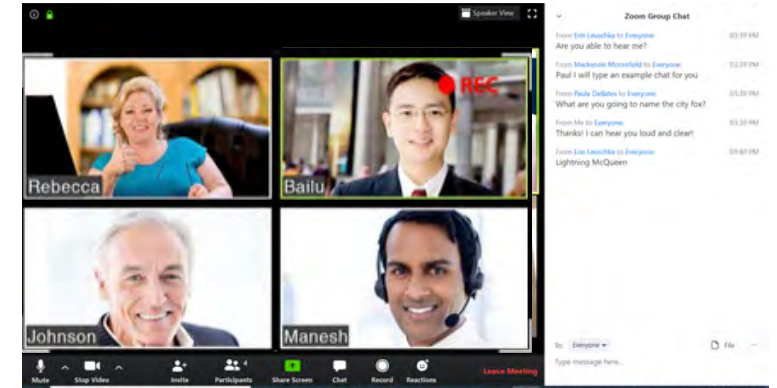 Speaker View
REC
Rebecca
Bailu
Johnson
Manesh
Mute
Stop Video
Invite
4
Participants
Share Screen
Chat
Record
Reactions
Leave Meeting
Zoom Group Chat
From Erin Leuschke to Everyone:
Are you able to hear me?
to Everyone:
Paul I will type an example chat for you
From Paula to Everyone:
What are you going to name the city fox?
From Me to Everyone:
Thanks! I can hear you loud and clear!
From Erin Leuschke to Everyone:
Lightning McQueen
To: Everyone
File
Type message here...